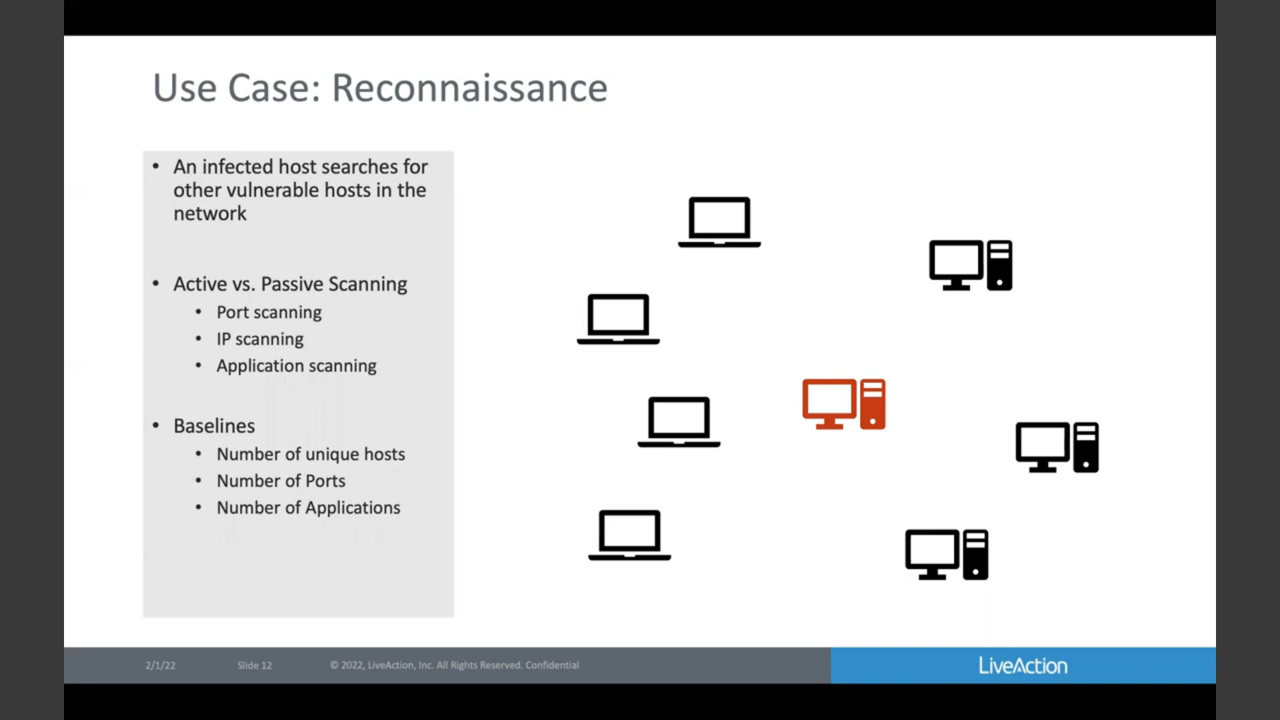 Use Case: Reconnaissance
• An infected host searches for
other vulnerable hosts in the
network
• Active vs. Passive Scanning
• Port scanning
• IP scanning
• Application scanning
• Baselines
• Number of unique hosts
• Number of Ports
• Number of Applications
2/1/22 Slide 12 © 2022, LiveAction, Inc. All Rights Reserved. Confidential LiveAction